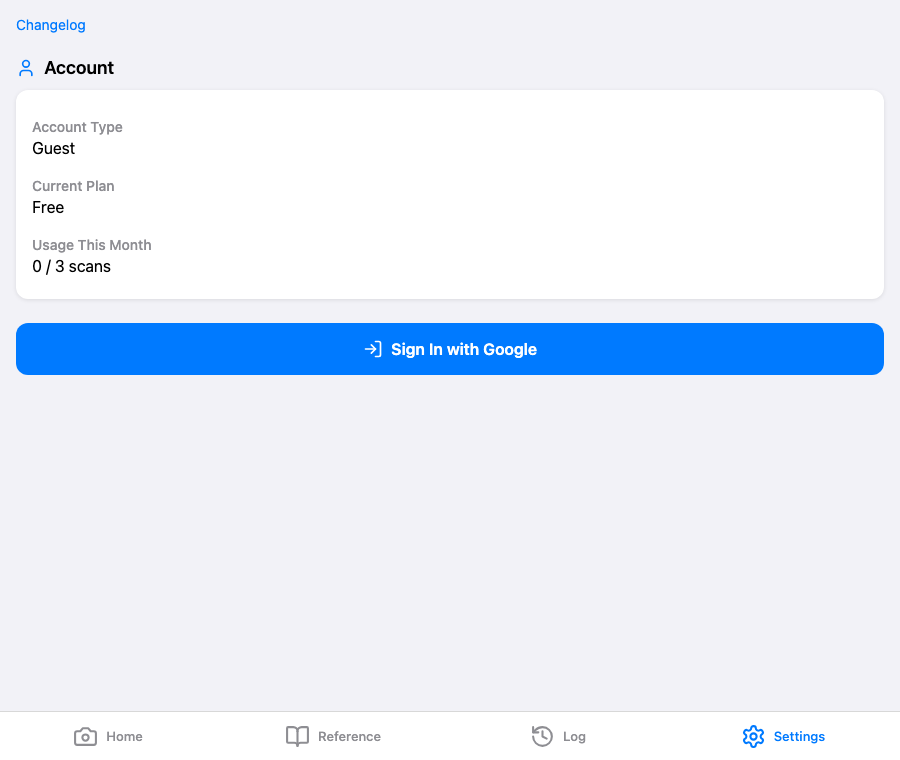 Changelog
Account
Account Type
Guest
Current Plan
Free
Usage This Month
0 / 3 scans
Sign In with Google
Home
Reference
Log
Settings